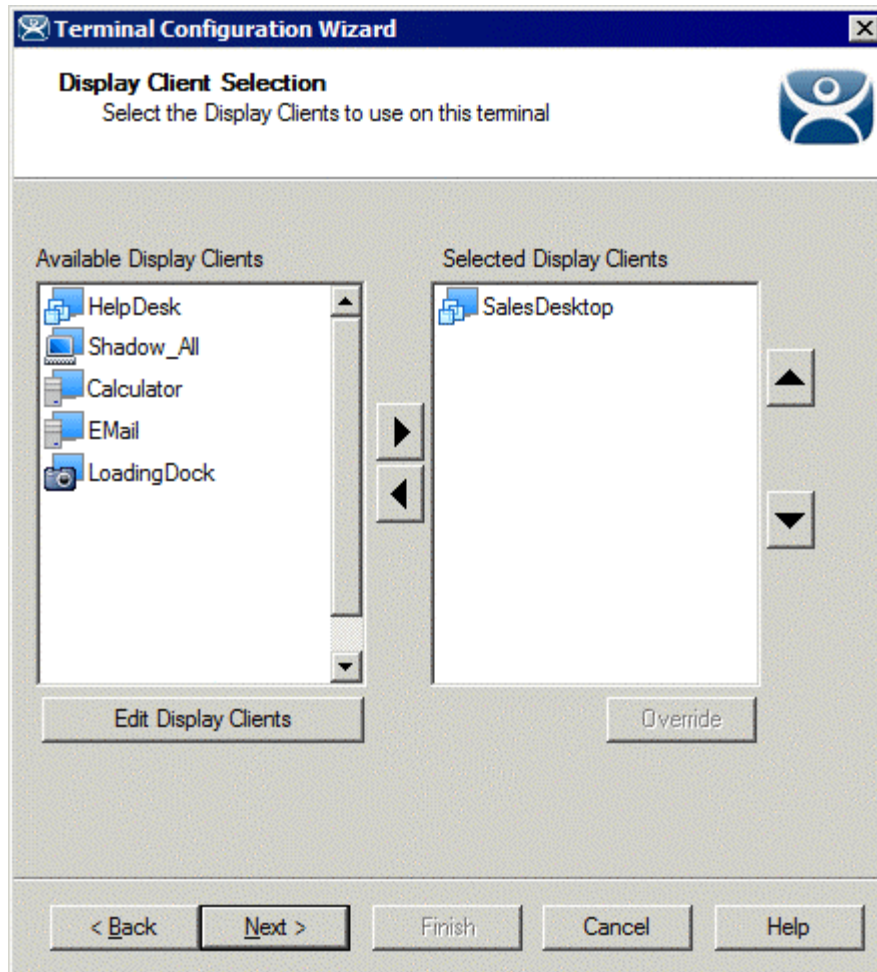 Terminal Configuration Wizard
Display Client Selection
Select the Display Clients to use on this terminal
Available Display Clients
Selected Display Clients
HelpDesk
Shadow_All
Calculator
EMail
LoadingDock
SalesDesktop
Edit Display Clients
Override
< Back
Next >
Finish
Cancel
Help